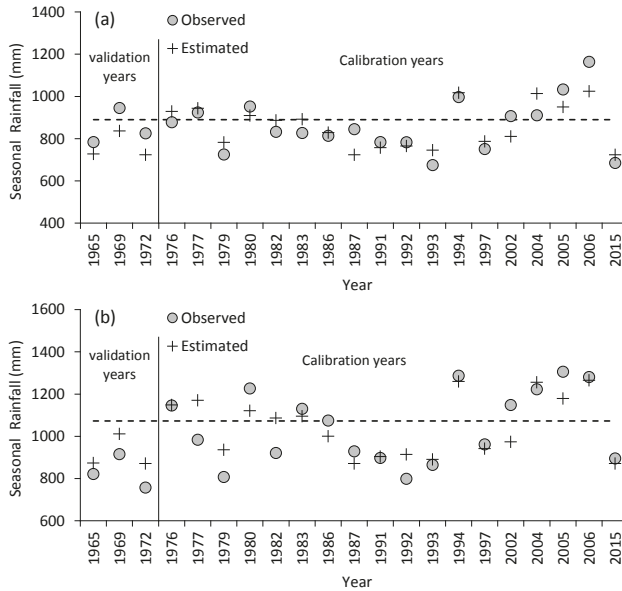 (a)
Observed
Estimated
validation
years
Calibration years
Seasonal Rainfall (mm)
1400
1200
1000
800
600
400
1965 1969 1972 1976 1977 1979 1980 1982 1983 1986 1987 1991 1992 1993 1994 1997 2002 2004 2005 2006 2015
Year
(b)
Observed
Estimated
validation
years
Calibration years
Seasonal Rainfall (mm)
1600
1400
1200
1000
800
600
1965 1969 1972 1976 1977 1979 1980 1982 1983 1986 1987 1991 1992 1993 1994 1997 2002 2004 2005 2006 2015
Year